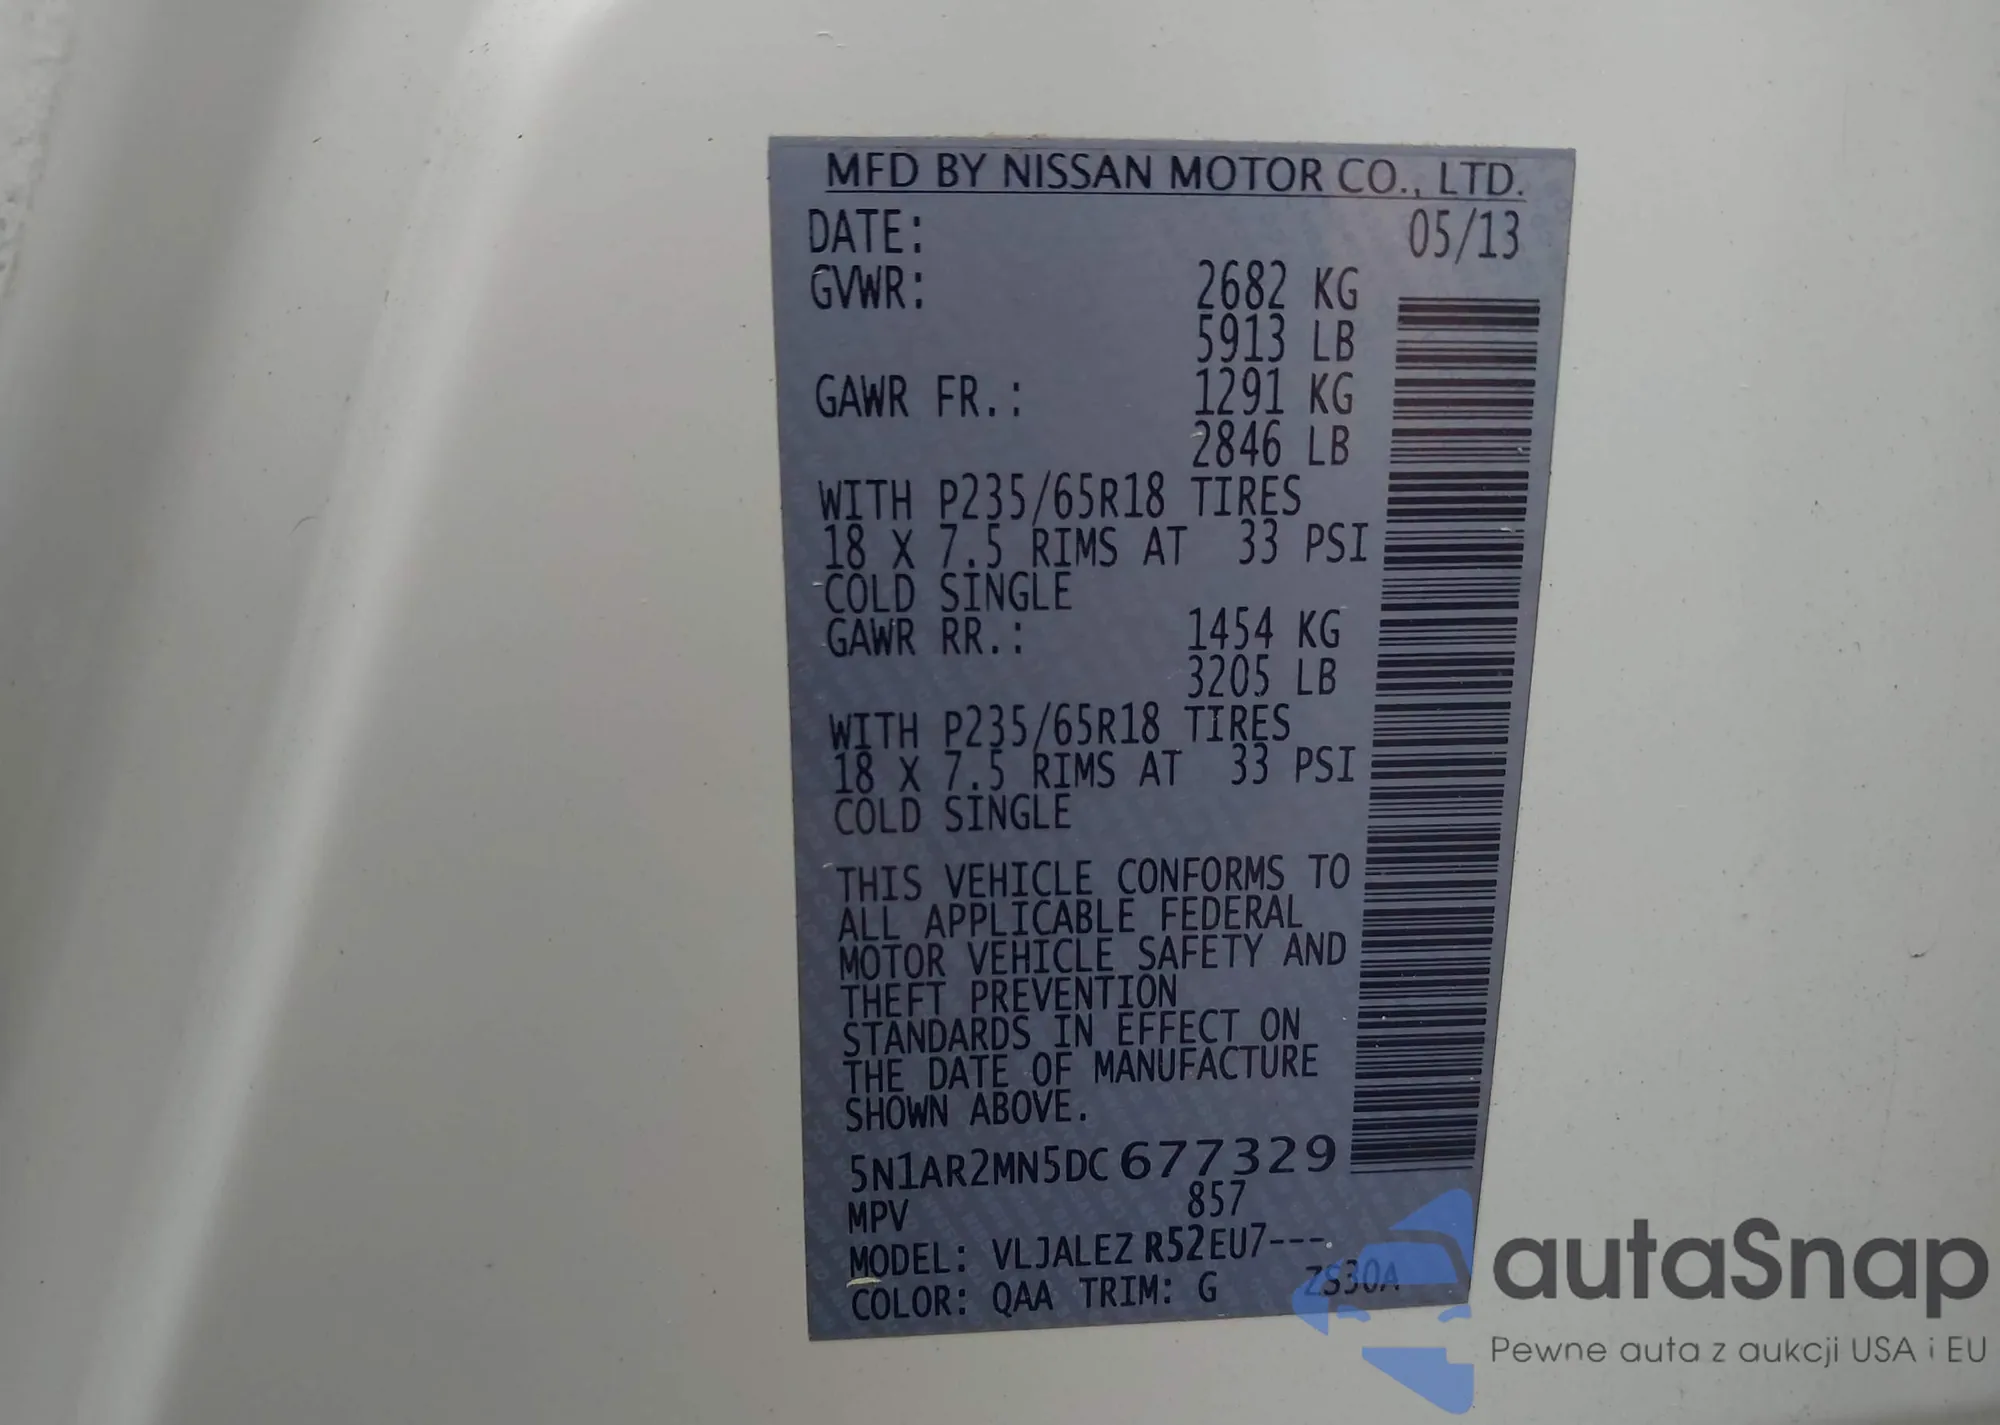 MFD BY NISSAN MOTOR CO., LTD.
DATE: 05/13
GVWR: 2682 KG
5913 LB
GAWR FR.: 1291 KG
2846 LB
WITH P235/65R18 TIRES
18 X 7.5 RIMS AT 33 PSI
COLD SINGLE
GAWR RR.: 1454 KG
3205 LB
WITH P235/65R18 TIRES
18 X 7.5 RIMS AT 33 PSI
COLD SINGLE
THIS VEHICLE CONFORMS TO
ALL APPLICABLE FEDERAL
MOTOR VEHICLE SAFETY AND
THEFT PREVENTION
STANDARDS IN EFFECT ON
THE DATE OF MANUFACTURE
SHOWN ABOVE.
5N1AR2MN5DC677329
MPV 857
MODEL: VLJALEZ R52EU7---.
COLOR: QAA TRIM: G ZS30A
autaSnap
Pewne auta z aukcji USA i EU